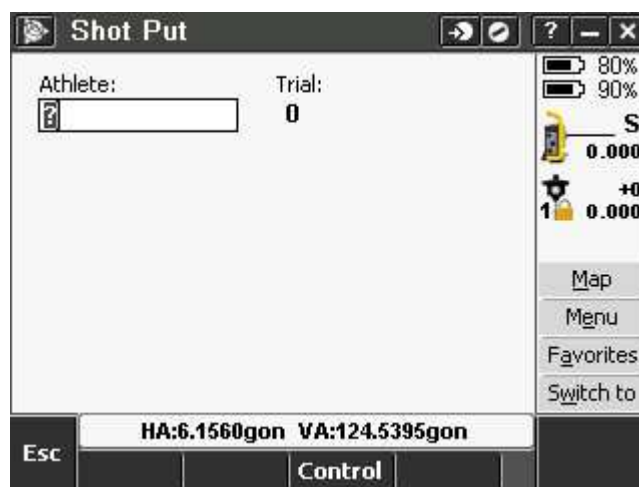 Shot Put
? 
80%
90%
Athlete: Trial:
? 0
S
0.000
+0
1 0.000
Map
Menu
Favorites
Switch to
HA:6.1560gon VA:124.5395gon
Esc
Control